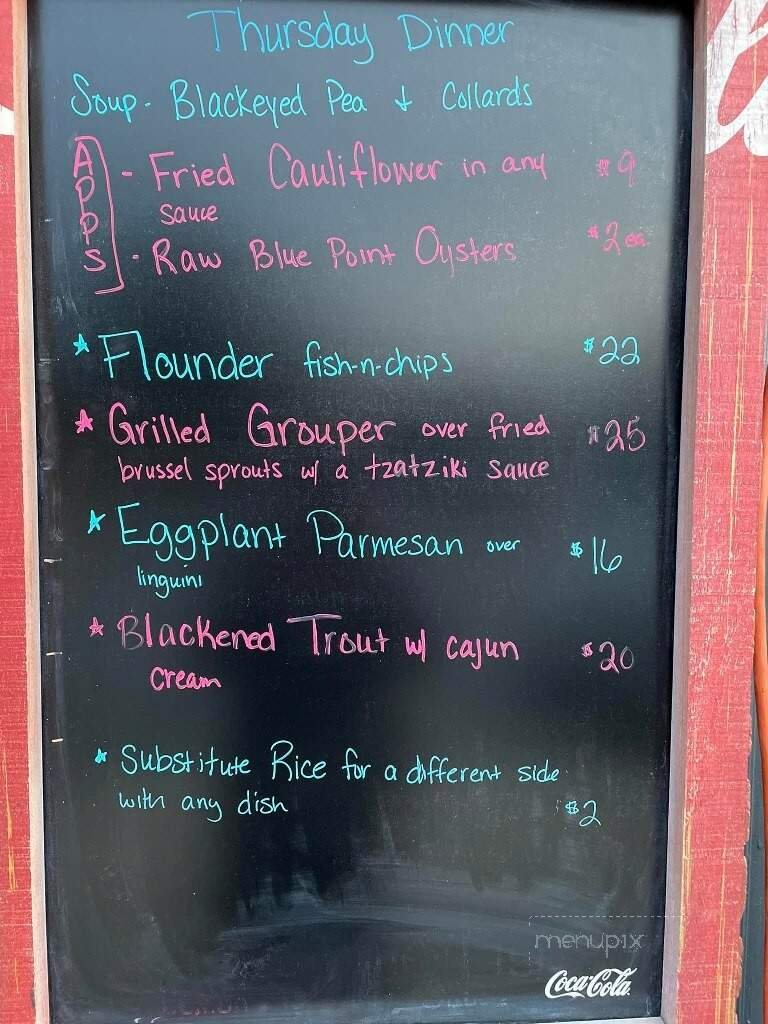 Thursday Dinner
Soup - Blackeyed Pea & Collards
APPS
- Fried Cauliflower in any $9
sauce
- Raw Blue Point Oysters $2 ea.
* Flounder fish-n-chips $22
* Grilled Grouper over fried $25
brussel sprouts w/ a tzatziki sauce
* Eggplant Parmesan over $16
linguini
* Blackened Trout w/ cajun $20
cream
* Substitute Rice for a different side
with any dish $2
menupix
Coca-Cola